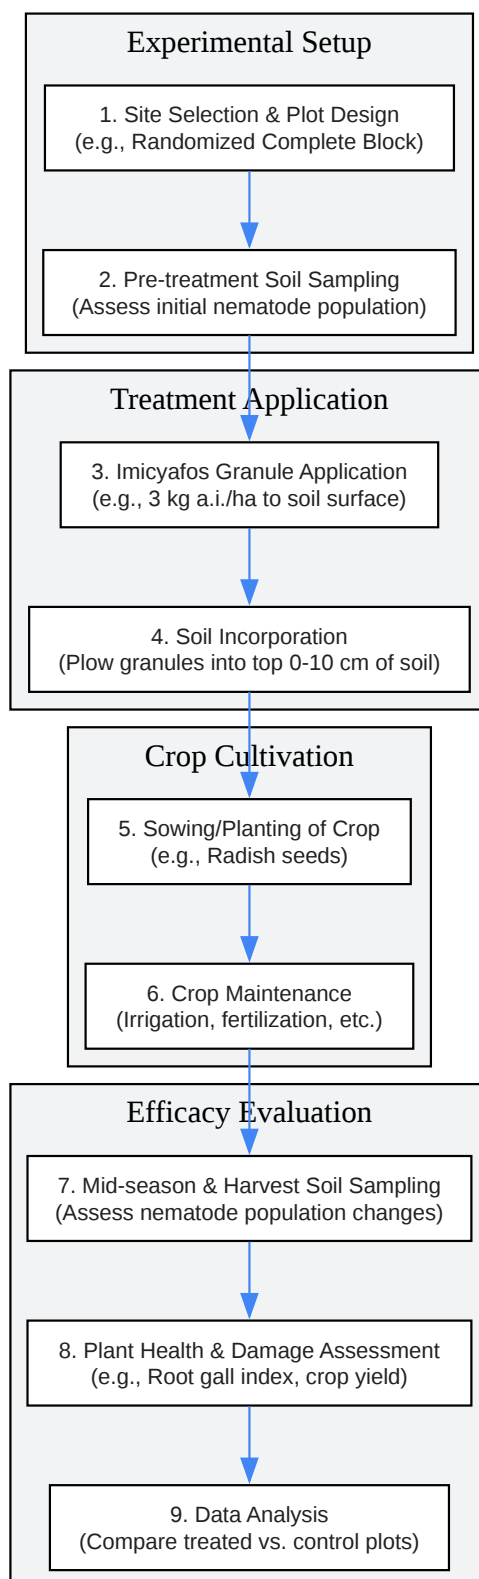 Experimental Setup
1. Site Selection & Plot Design
(e.g., Randomized Complete Block)
2. Pre-treatment Soil Sampling
(Assess initial nematode population)
Treatment Application
3. Imicyafos Granule Application
(e.g., 3 kg a.i./ha to soil surface)
4. Soil Incorporation
(Plow granules into top 0-10 cm of soil)
Crop Cultivation
5. Sowing/Planting of Crop
(e.g., Radish seeds)
6. Crop Maintenance
(Irrigation, fertilization, etc.)
Efficacy Evaluation
7. Mid-season & Harvest Soil Sampling
(Assess nematode population changes)
8. Plant Health & Damage Assessment
(e.g., Root gall index, crop yield)
9. Data Analysis
(Compare treated vs. control plots)